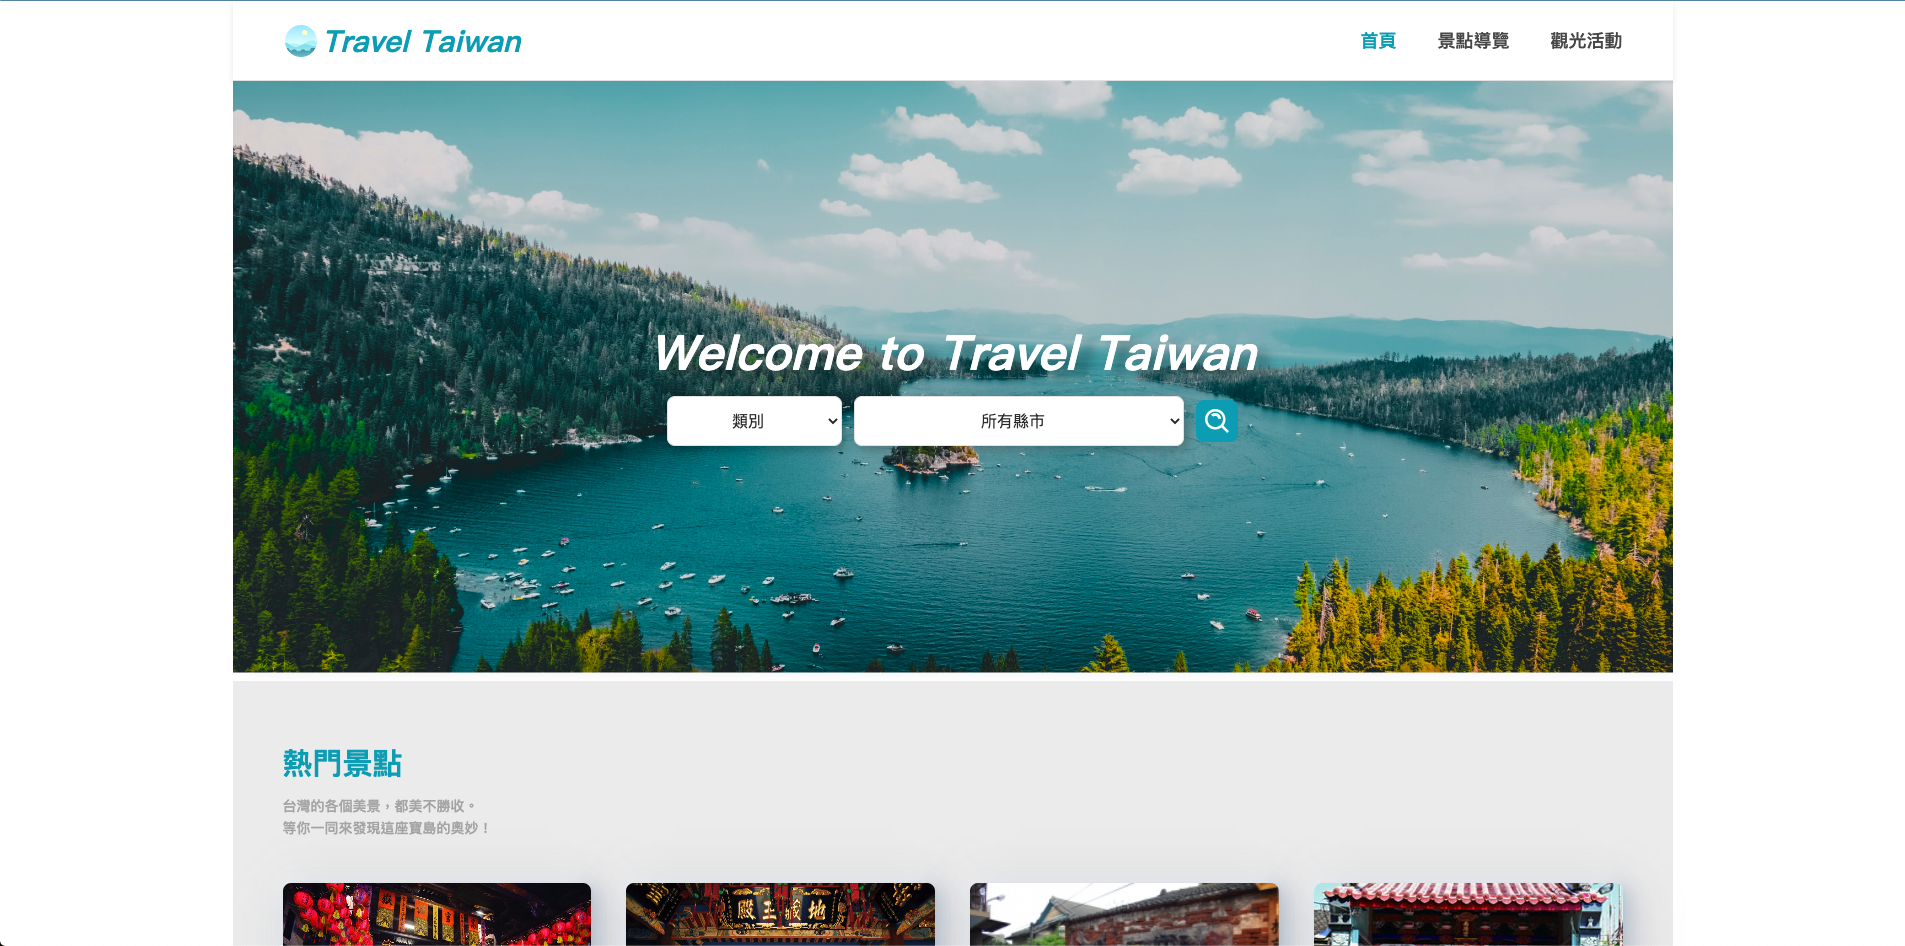 Travel Taiwan
首頁
景點導覽
觀光活動
Welcome to Travel Taiwan
類別
所有縣市
熱門景點
台灣的各個美景，都美不勝收。
等你一同來發現這座寶島的奧妙！
殿王藏地